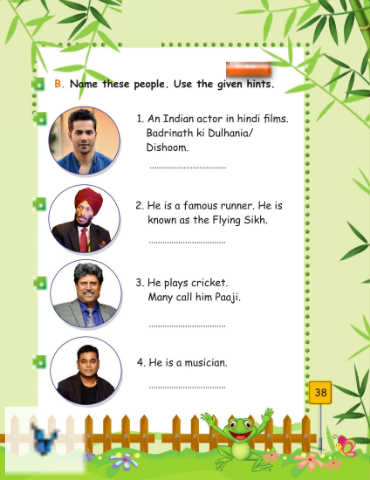 B. Name these people. Use the given hints.
1. An Indian actor in hindi films.
Badrinath ki Dulhania/
Dishoom.
..............................
2. He is a famous runner. He is
known as the Flying Sikh.
..............................
3. He plays cricket.
Many call him Paaji.
..............................
4. He is a musician.
..............................
38